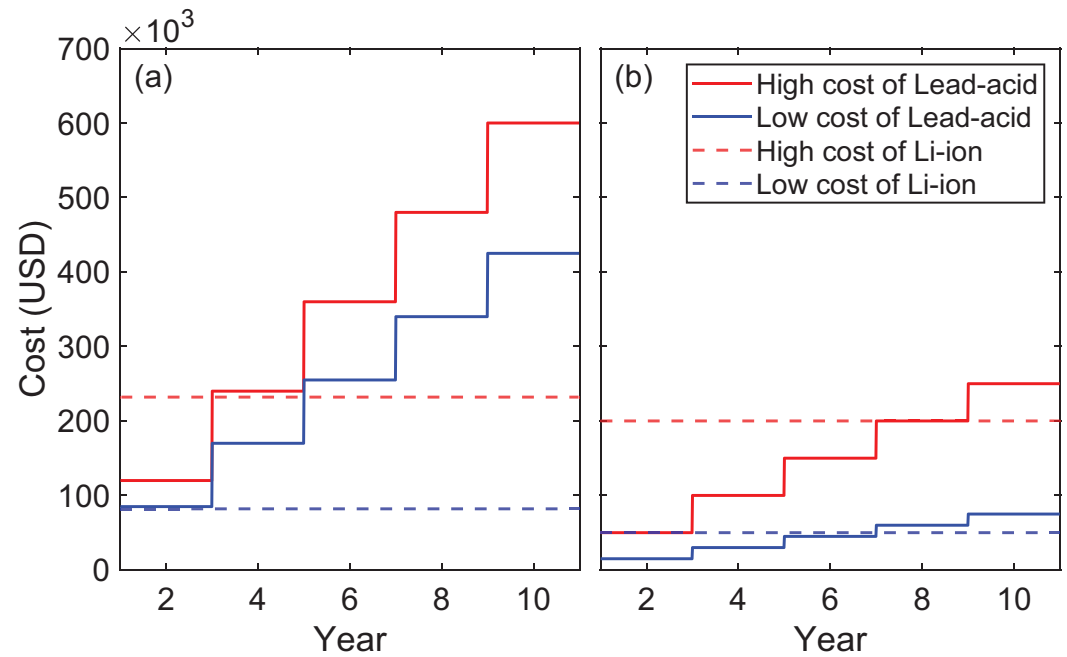 ×10³
700
600
500
400
300
200
100
0
Cost (USD)
(a)
2 4 6 8 10
Year
(b)
High cost of Lead-acid
Low cost of Lead-acid
High cost of Li-ion
Low cost of Li-ion
2 4 6 8 10
Year